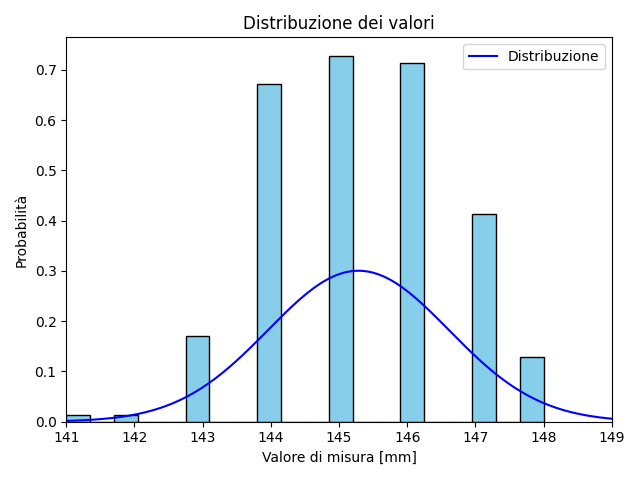 Distribuzione dei valori
Distribuzione
Probabilità
0.7
0.6
0.5
0.4
0.3
0.2
0.1
0.0
141 142 143 144 145 146 147 148 149
Valore di misura [mm]